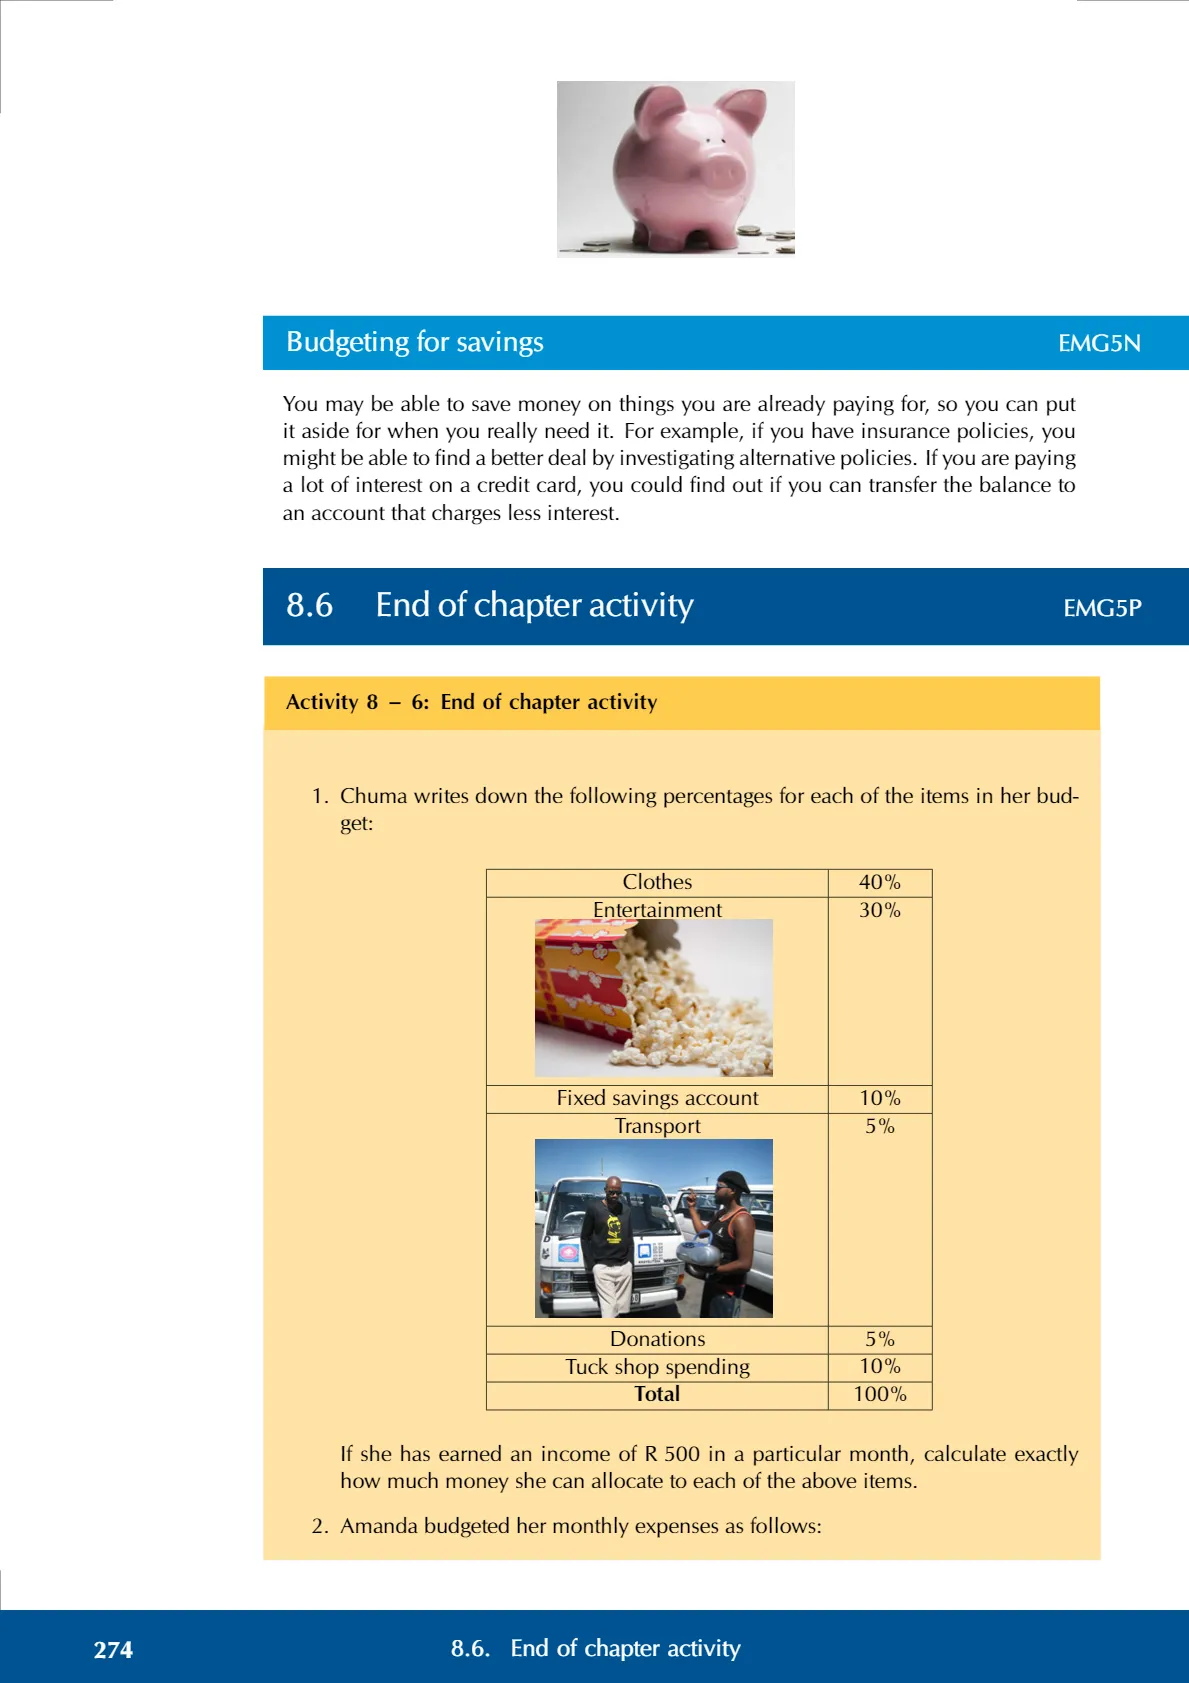 Budgeting for savings EMG5N
You may be able to save money on things you are already paying for, so you can put
it aside for when you really need it. For example, if you have insurance policies, you
might be able to find a better deal by investigating alternative policies. If you are paying
a lot of interest on a credit card, you could find out if you can transfer the balance to
an account that charges less interest.
8.6 End of chapter activity EMG5P
Activity 8 – 6: End of chapter activity
1. Chuma writes down the following percentages for each of the items in her bud-
get:
Clothes 40%
Entertainment 30%
Fixed savings account 10%
Transport 5%
Donations 5%
Tuck shop spending 10%
Total 100%
If she has earned an income of R 500 in a particular month, calculate exactly
how much money she can allocate to each of the above items.
2. Amanda budgeted her monthly expenses as follows:
274 8.6. End of chapter activity